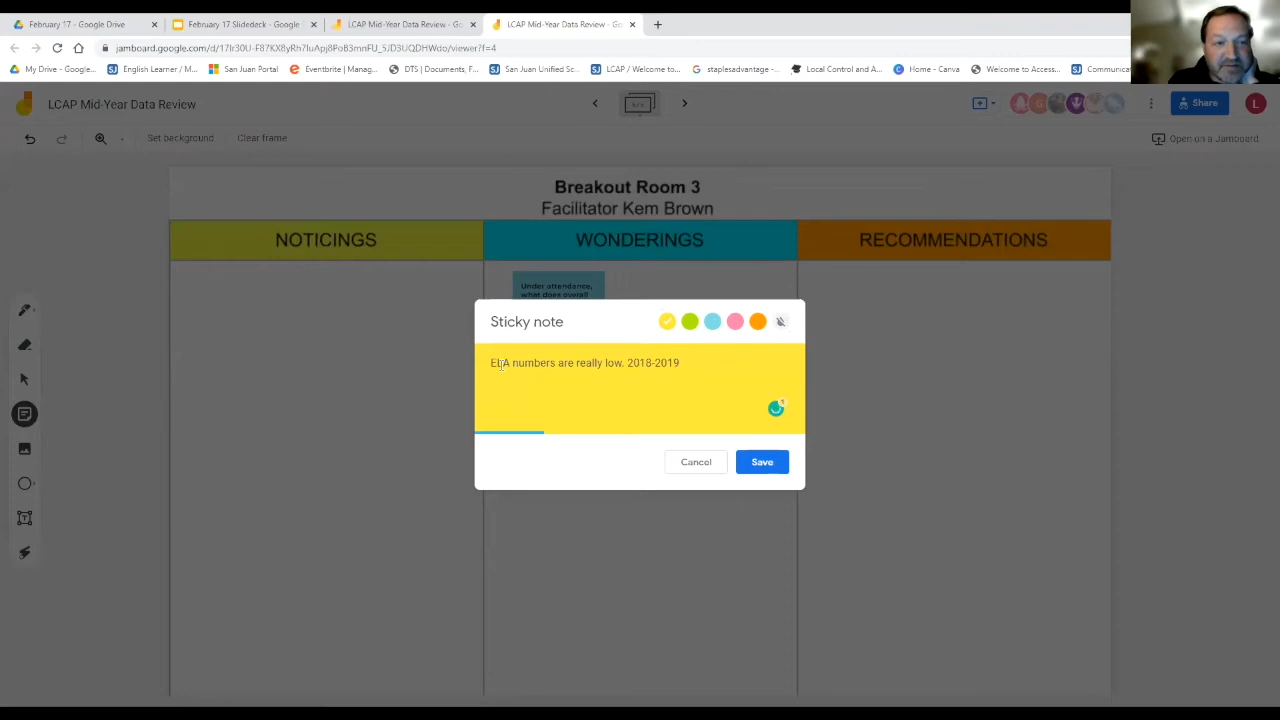 February 17 - Google Drive
February 17 Slidedeck - Google
LCAP Mid-Year Data Review - Go
LCAP Mid-Year Data Review - Go
My Drive - Google...
English Learner / M...
San Juan Portal
Eventbrite | Manag...
DTS | Documents, F...
San Juan Unified Sc...
LCAP / Welcome to...
staplesadvantage -...
Local Control and A...
Home - Canva
Welcome to Access...
Communica
LCAP Mid-Year Data Review
Share
L
Set background
Clear frame
Open on a Jamboard
Breakout Room 3
Facilitator Kem Brown
NOTICINGS
WONDERINGS
RECOMMENDATIONS
Under attendance,
what does overall
Sticky note
ELA numbers are really low. 2018-2019
Cancel
Save